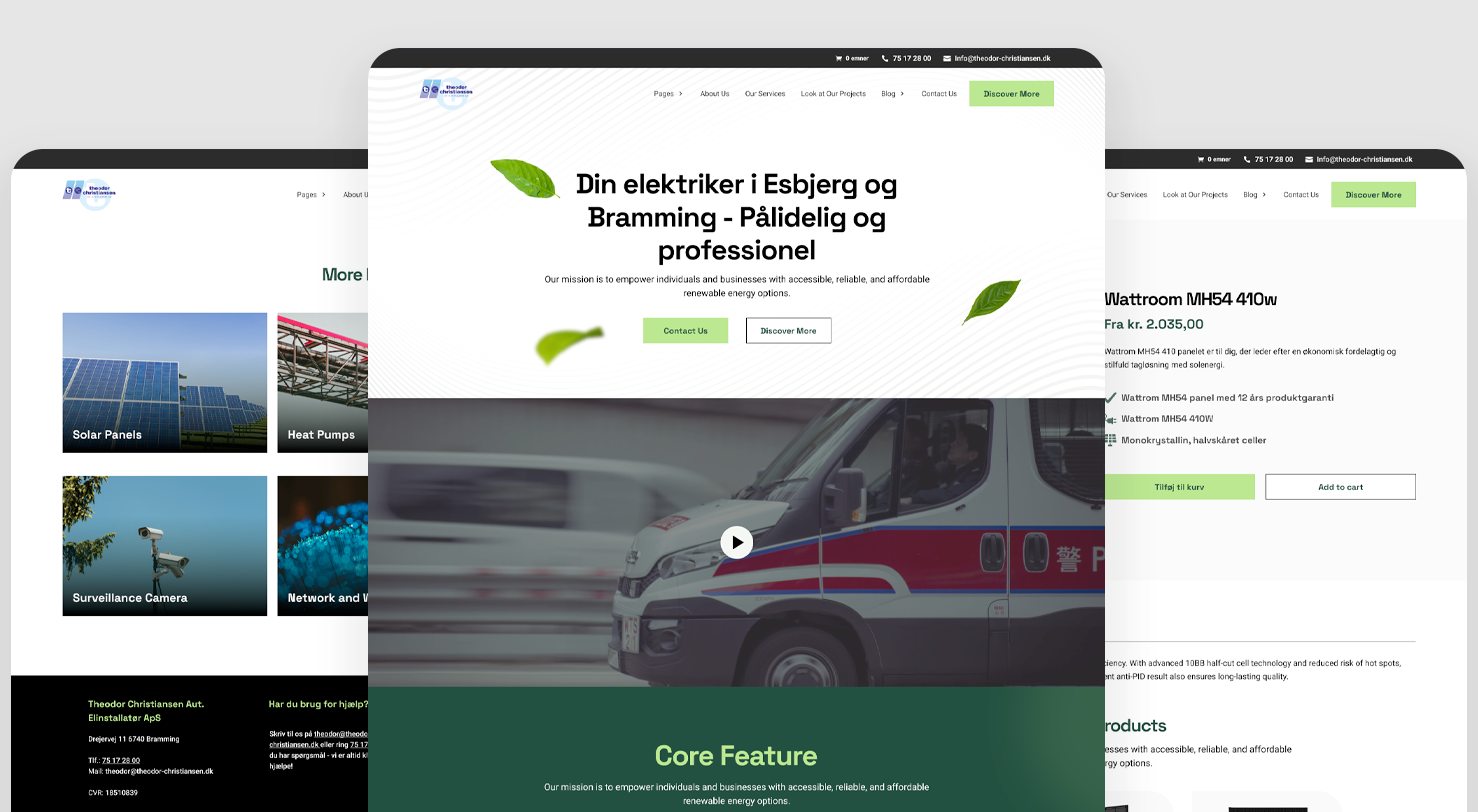 0 emner
75 17 28 00
Info@theodor-christiansen.dk
theodor
christiansen
Pages
About Us
Our Services
Look at Our Projects
Blog
Contact Us
Discover More
Din elektriker i Esbjerg og
Bramming - Pålidelig og
professionel
Our mission is to empower individuals and businesses with accessible, reliable, and affordable
renewable energy options.
Contact Us
Discover More
警 P
Core Feature
Our mission is to empower individuals and businesses with accessible, reliable, and affordable
renewable energy options.
theodor
christiansen
Pages
About U
More
Solar Panels
Heat Pumps
Surveillance Camera
Network and
Theodor Christiansen Aut.
Elinstallatør ApS
Drejervej 11 6740 Bramming
Tlf.: 75 17 28 00
Mail: theodor@theodor-christiansen.dk
CVR: 18510839
Har du brug for hjælp?
Skriv til os på theodor@theodo
christiansen.dk eller ring 75 17
du har spørgsmål - vi er altid kl
hjælpe!
0 emner
75 17 28 00
Info@theodor-christiansen.dk
Our Services
Look at Our Projects
Blog
Contact Us
Discover More
Wattroom MH54 410w
Fra kr. 2.035,00
Wattrom MH54 410 panelet er til dig, der leder efter en økonomisk fordelagtig og
stilfuld tagløsning med solenergi.
Wattrom MH54 panel med 12 års produktgaranti
Wattrom MH54 410W
Monokrystallin, halvskåret celler
Tilføj til kurv
Add to cart
ciency. With advanced 10BB half-cut cell technology and reduced risk of hot spots,
ent anti-PID result also ensures long-lasting quality.
roducts
esses with accessible, reliable, and affordable
rgy options.